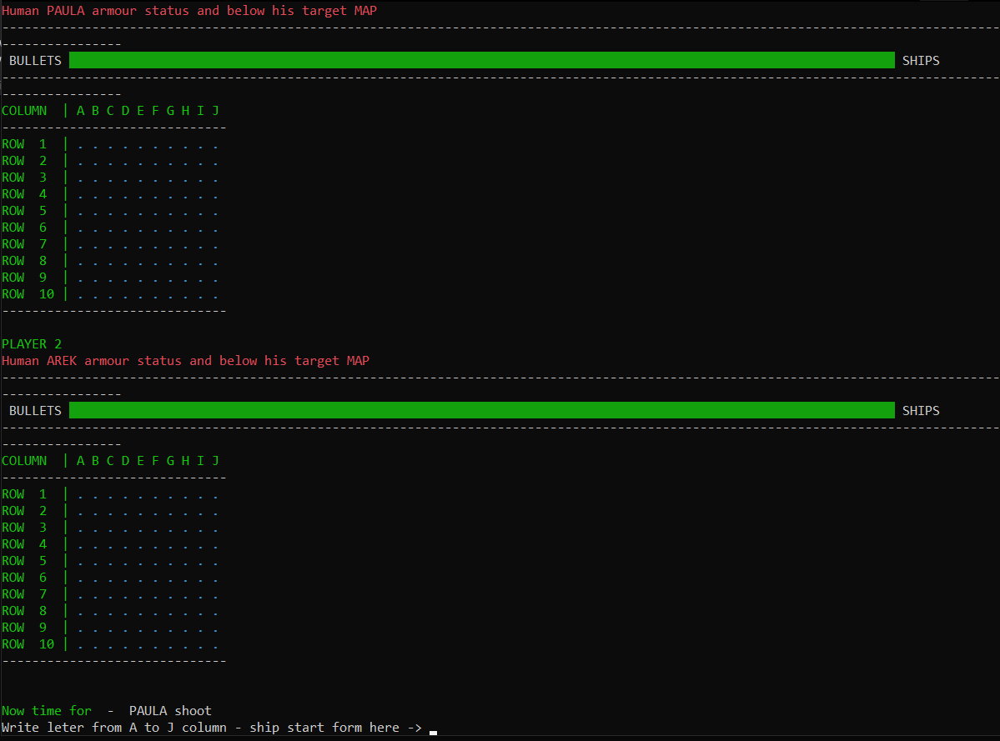 Human PAULA armour status and below his target MAP
-------------------------------------------------------------------------------------------------------------------------------------
----------------
BULLETS SHIPS
-------------------------------------------------------------------------------------------------------------------------------------
----------------
COLUMN | A B C D E F G H I J
------------------------------
ROW 1 | . . . . . . . . . .
ROW 2 | . . . . . . . . . .
ROW 3 | . . . . . . . . . .
ROW 4 | . . . . . . . . . .
ROW 5 | . . . . . . . . . .
ROW 6 | . . . . . . . . . .
ROW 7 | . . . . . . . . . .
ROW 8 | . . . . . . . . . .
ROW 9 | . . . . . . . . . .
ROW 10 | . . . . . . . . . .
------------------------------
PLAYER 2
Human AREK armour status and below his target MAP
-------------------------------------------------------------------------------------------------------------------------------------
----------------
BULLETS SHIPS
-------------------------------------------------------------------------------------------------------------------------------------
----------------
COLUMN | A B C D E F G H I J
------------------------------
ROW 1 | . . . . . . . . . .
ROW 2 | . . . . . . . . . .
ROW 3 | . . . . . . . . . .
ROW 4 | . . . . . . . . . .
ROW 5 | . . . . . . . . . .
ROW 6 | . . . . . . . . . .
ROW 7 | . . . . . . . . . .
ROW 8 | . . . . . . . . . .
ROW 9 | . . . . . . . . . .
ROW 10 | . . . . . . . . . .
------------------------------
Now time for - PAULA shoot
Write leter from A to J column - ship start form here -> _